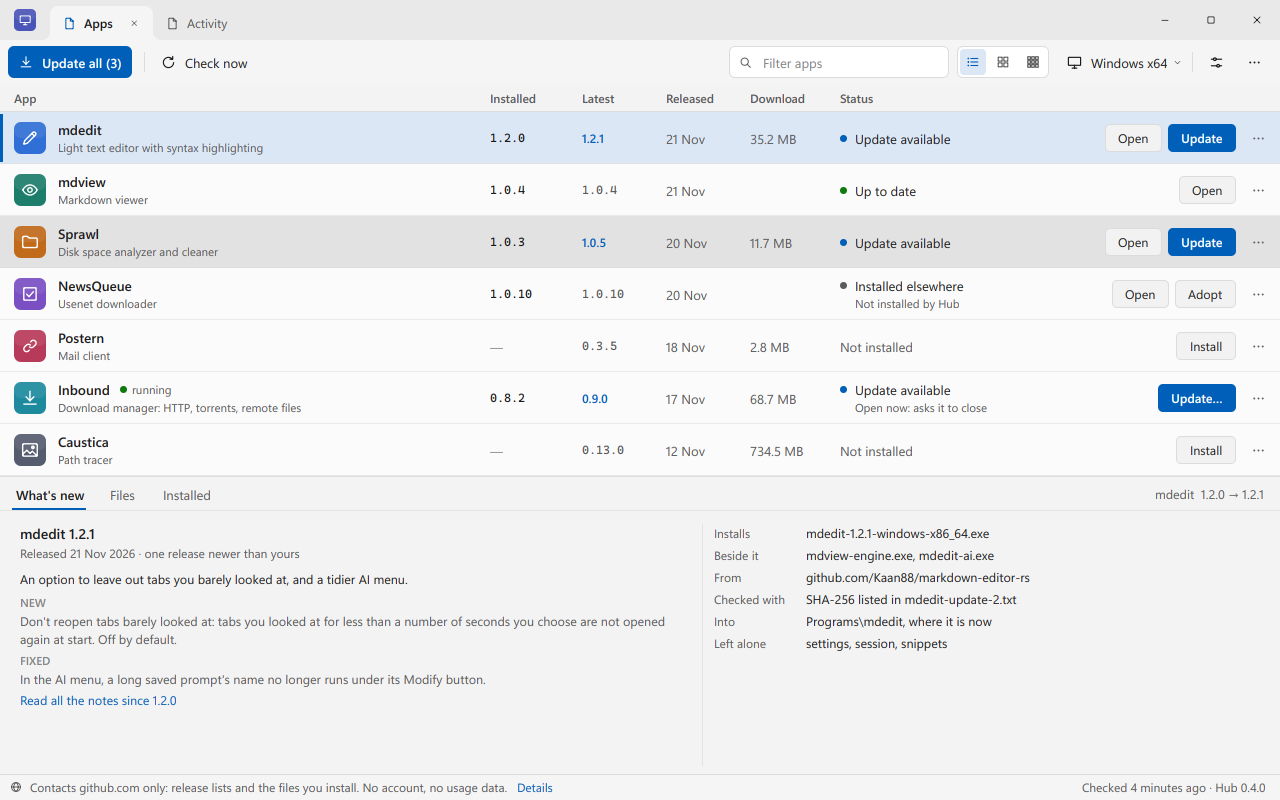 Apps
Activity
Update all (3)
Check now
Filter apps
Windows x64
App Installed Latest Released Download Status
mdedit
Light text editor with syntax highlighting
1.2.0 1.2.1 21 Nov 35.2 MB Update available Open Update
mdview
Markdown viewer
1.0.4 1.0.4 21 Nov Up to date Open
Sprawl
Disk space analyzer and cleaner
1.0.3 1.0.5 20 Nov 11.7 MB Update available Open Update
NewsQueue
Usenet downloader
1.0.10 1.0.10 20 Nov Installed elsewhere
Not installed by Hub
Open Adopt
Postern
Mail client
— 0.3.5 18 Nov 2.8 MB Not installed Install
Inbound running
Download manager: HTTP, torrents, remote files
0.8.2 0.9.0 17 Nov 68.7 MB Update available
Open now: asks it to close
Update...
Caustica
Path tracer
— 0.13.0 12 Nov 734.5 MB Not installed Install
What's new Files Installed
mdedit 1.2.0 → 1.2.1
mdedit 1.2.1
Released 21 Nov 2026 · one release newer than yours
An option to leave out tabs you barely looked at, and a tidier AI menu.
NEW
Don't reopen tabs barely looked at: tabs you looked at for less than a number of seconds you choose are not opened
again at start. Off by default.
FIXED
In the AI menu, a long saved prompt's name no longer runs under its Modify button.
Read all the notes since 1.2.0
Installs mdedit-1.2.1-windows-x86_64.exe
Beside it mdview-engine.exe, mdedit-ai.exe
From github.com/Kaan88/markdown-editor-rs
Checked with SHA-256 listed in mdedit-update-2.txt
Into Programs\mdedit, where it is now
Left alone settings, session, snippets
Contacts github.com only: release lists and the files you install. No account, no usage data. Details
Checked 4 minutes ago · Hub 0.4.0